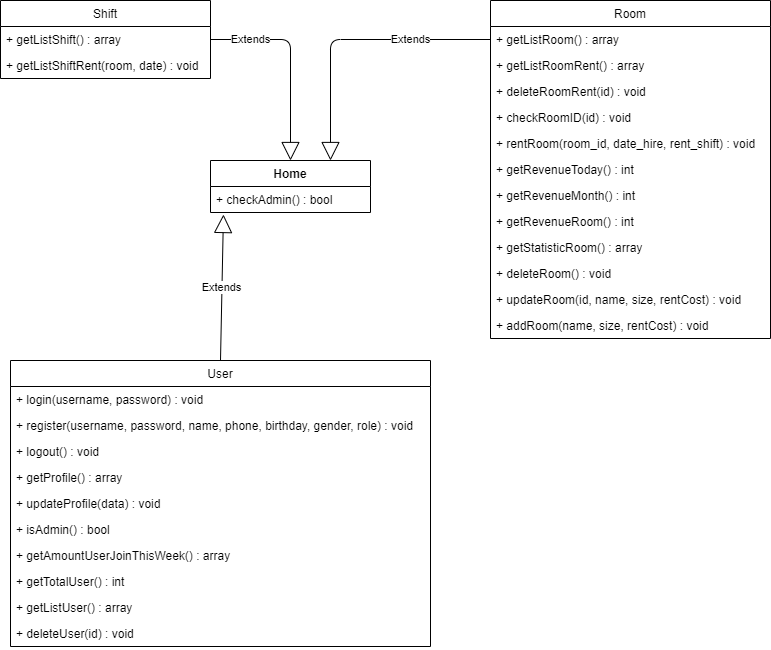 Shift
+ getListShift() : array
+ getListShiftRent(room, date) : void
Extends
Extends
Room
+ getListRoom() : array
+ getListRoomRent() : array
+ deleteRoomRent(id) : void
+ checkRoomID(id) : void
+ rentRoom(room_id, date_hire, rent_shift) : void
+ getRevenueToday() : int
+ getRevenueMonth() : int
+ getRevenueRoom() : int
+ getStatisticRoom() : array
+ deleteRoom() : void
+ updateRoom(id, name, size, rentCost) : void
+ addRoom(name, size, rentCost) : void
Home
+ checkAdmin() : bool
Extends
User
+ login(username, password) : void
+ register(username, password, name, phone, birthday, gender, role) : void
+ logout() : void
+ getProfile() : array
+ updateProfile(data) : void
+ isAdmin() : bool
+ getAmountUserJoinThisWeek() : array
+ getTotalUser() : int
+ getListUser() : array
+ deleteUser(id) : void